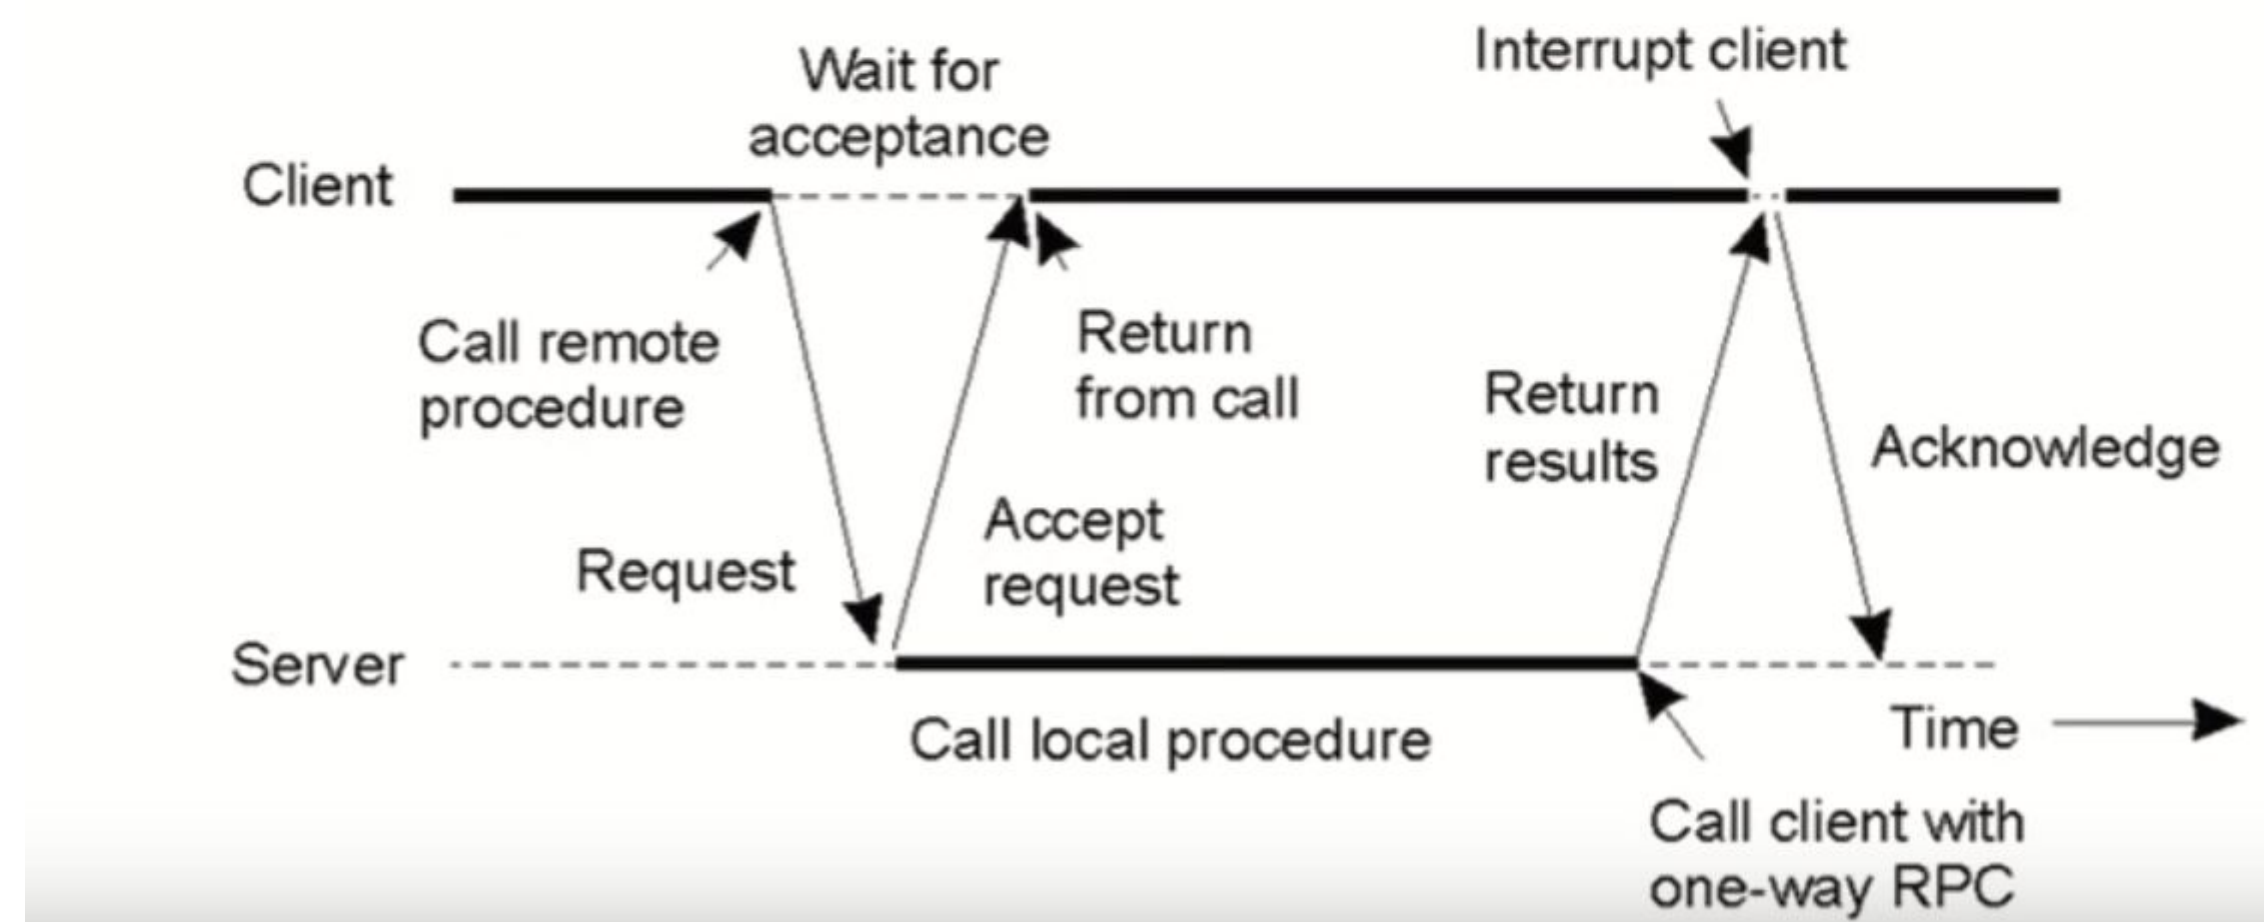 Interrupt client
Wait for
acceptance
Client
Call remote
procedure
Return
from call
Return
results
Acknowledge
Accept
request
Request
Server
Call local procedure
Time
Call client with
one-way RPC